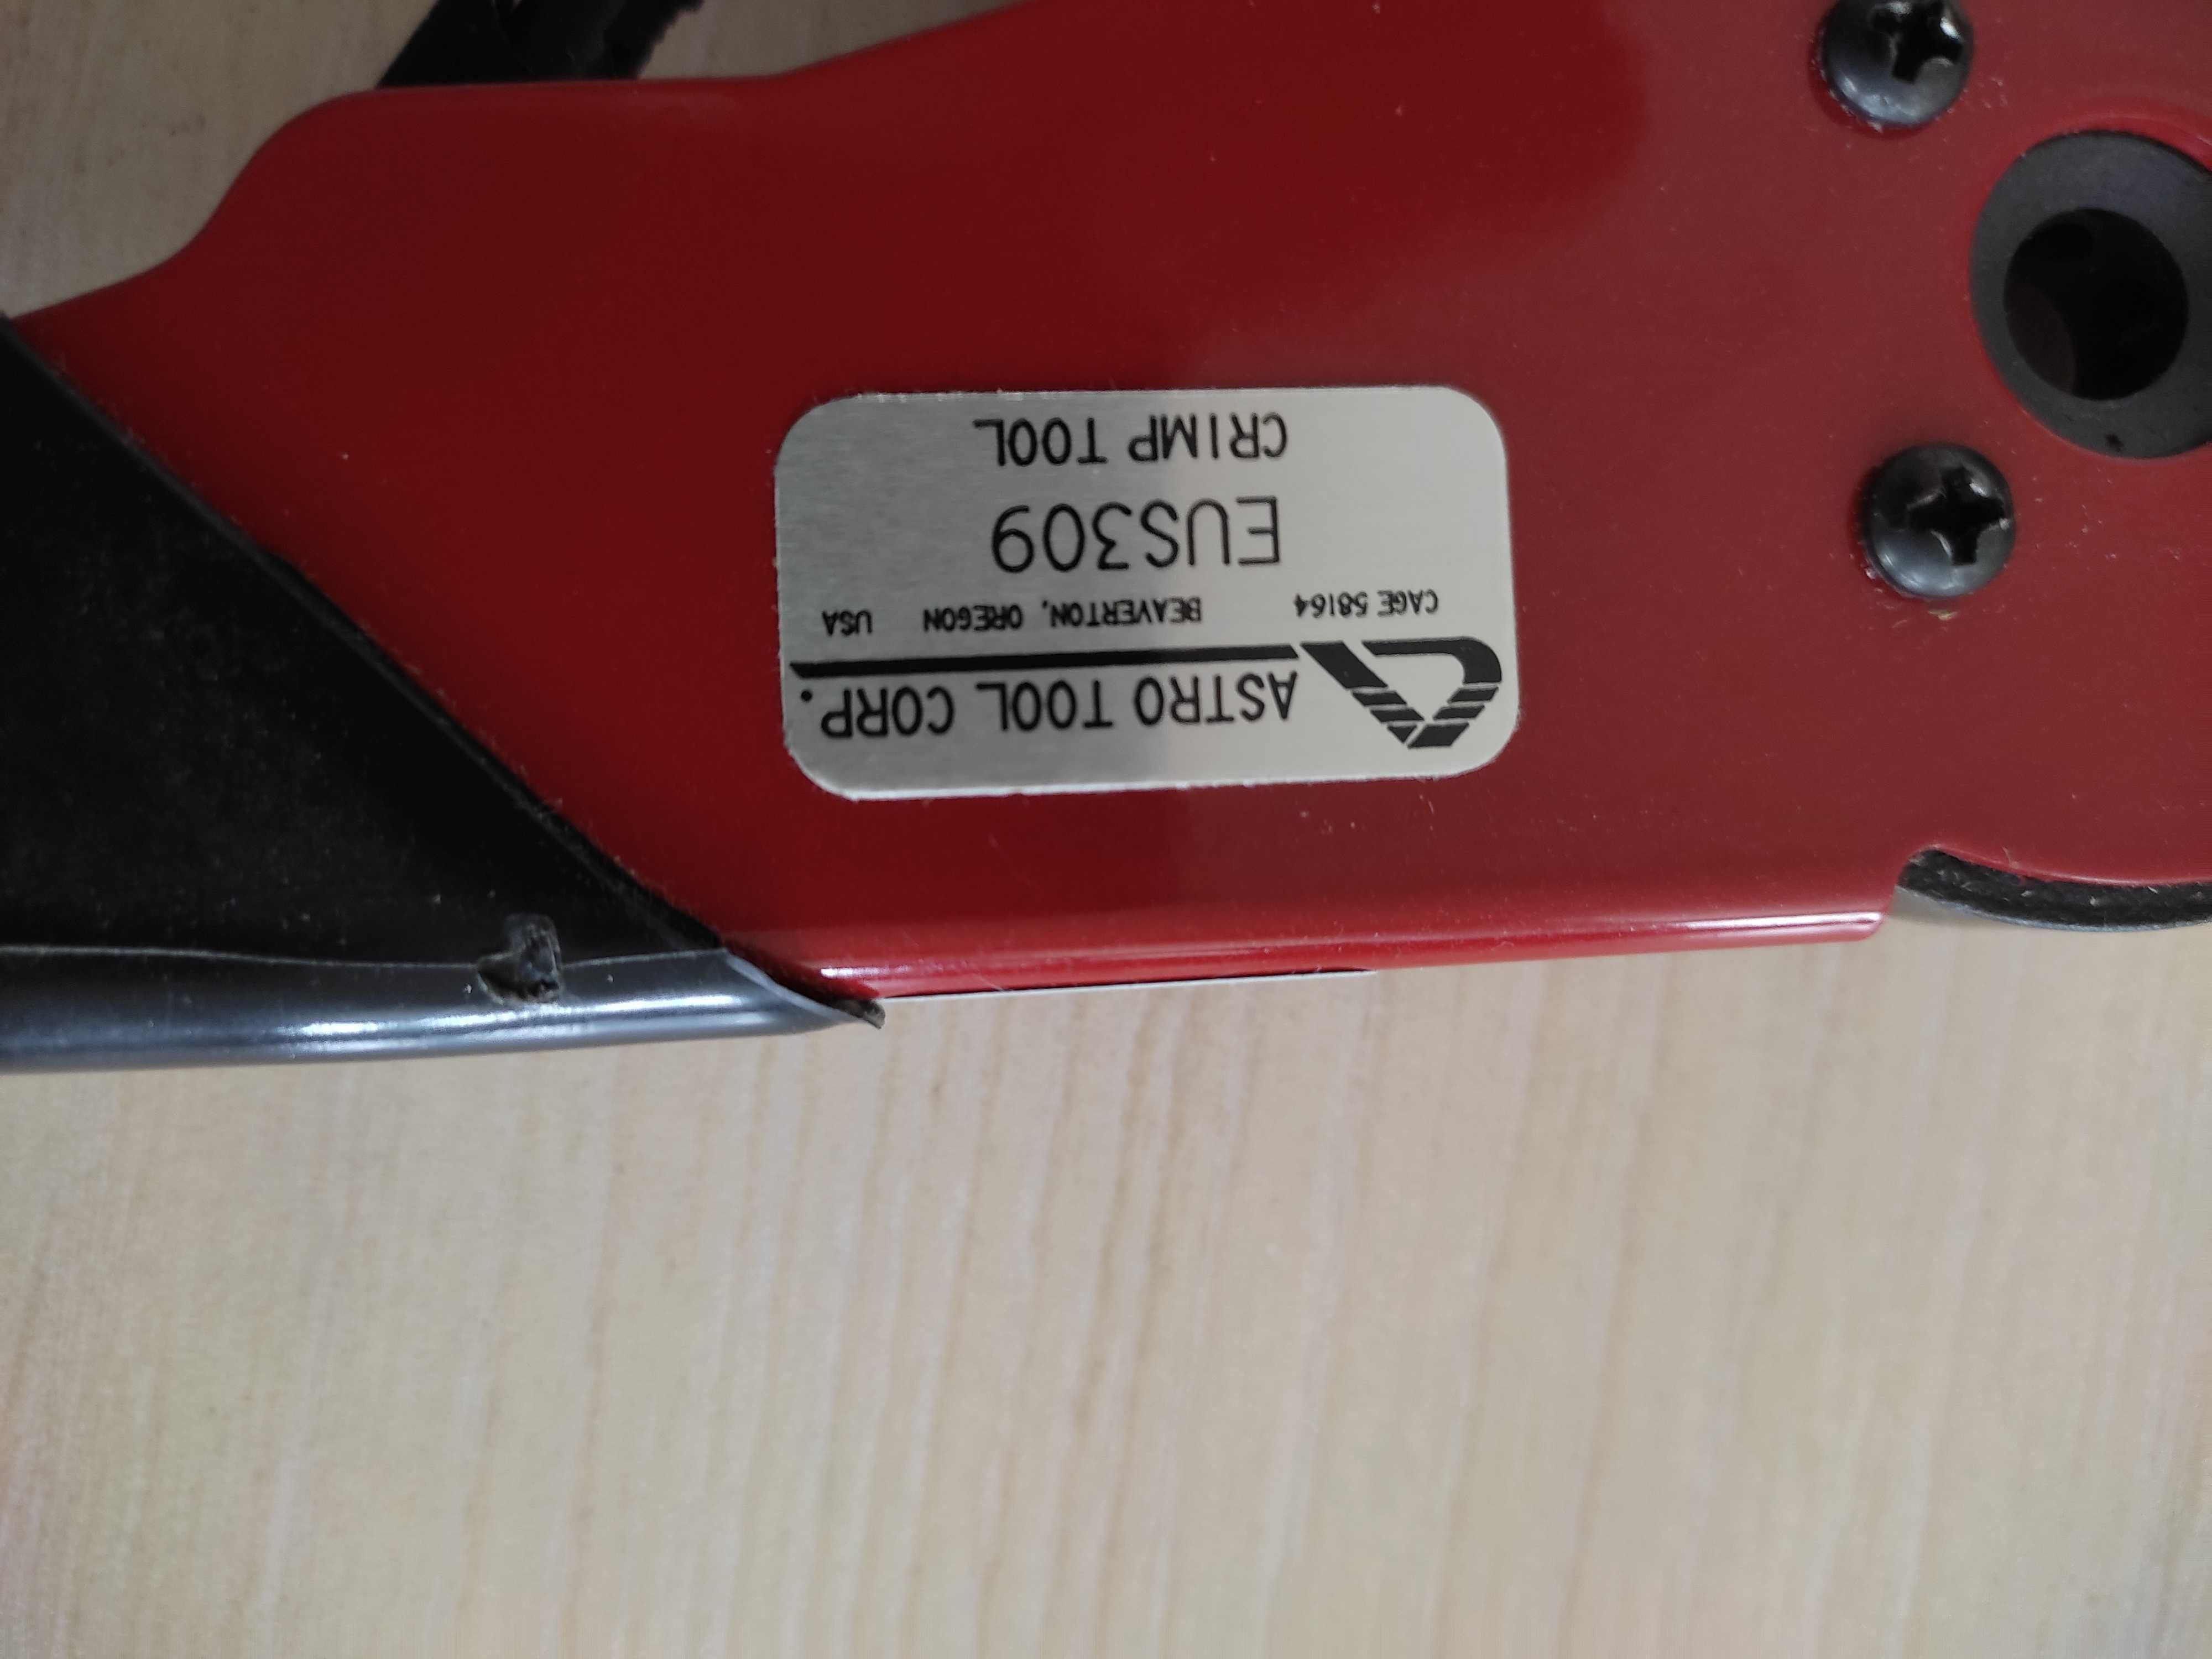 ASTRO TOOL CORP.
CAGE 58164 BEAVERTON, OREGON USA
EUS309
CRIMP TOOL